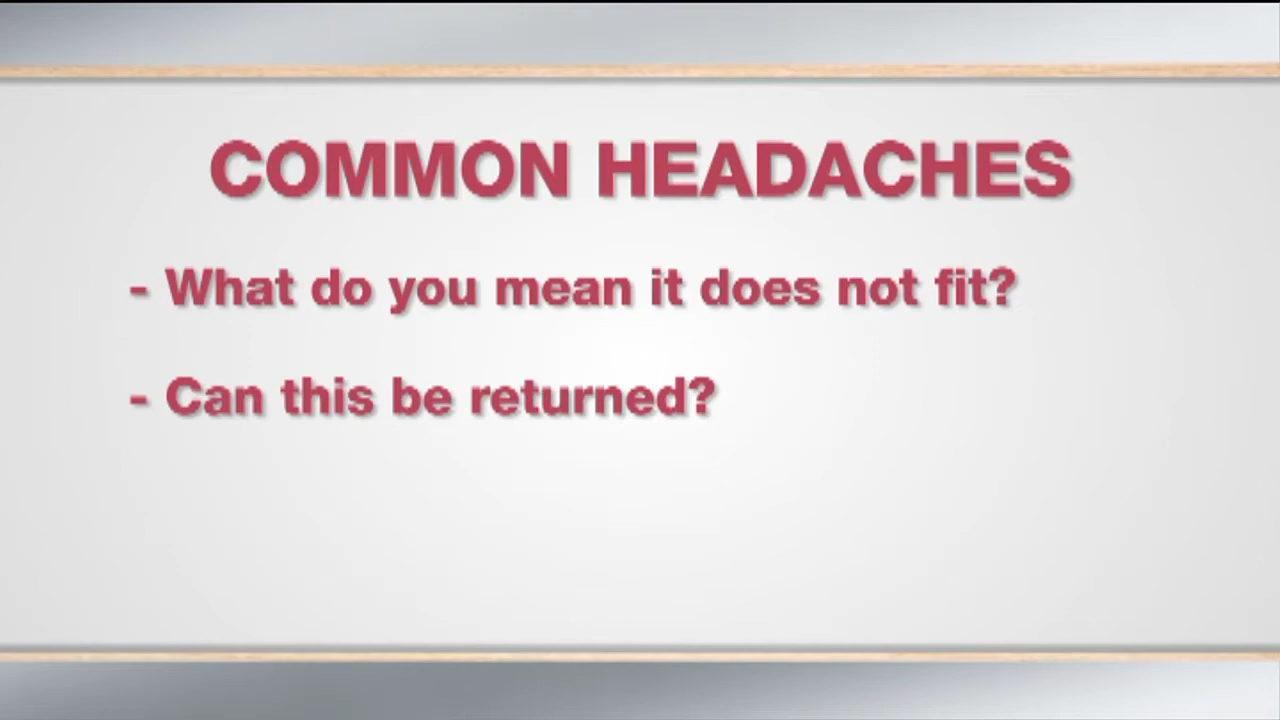 COMMON HEADACHES
- What do you mean it does not fit?
- Can this be returned?